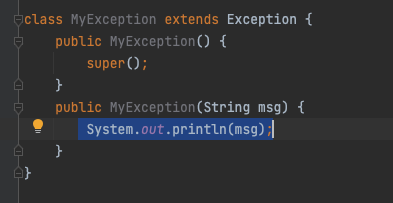 class MyException extends Exception {
    public MyException() {
        super();
    }
    public MyException(String msg) {
        System.out.println(msg);
    }
}